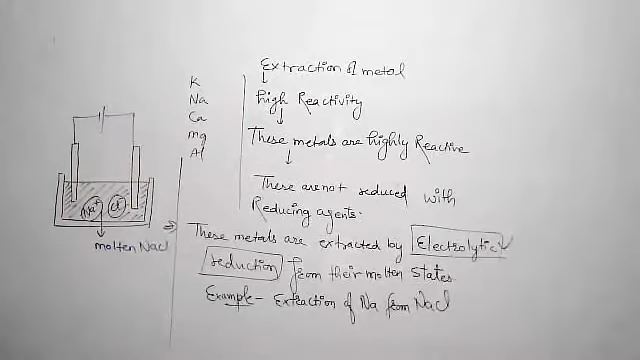 Extraction of metal
K
Na
Ca
Mg
Al
high Reactivity
These metals are highly Reactive
These are not reduced with
Reducing agents.
Na+ Cl-
molten NaCl
⇒ These metals are extracted by Electrolytic
reduction from their molten States
Example - Extraction of Na from NaCl